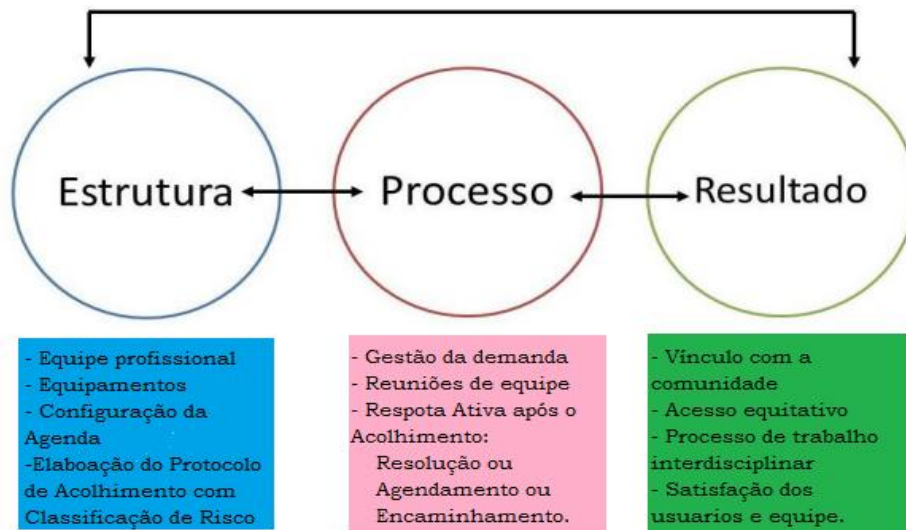 Estrutura
Processo
Resultado
- Equipe profissional
- Equipamentos
- Configuração da
Agenda
-Elaboação do Protocolo
de Acolhimento com
Classificação de Risco
- Gestão da demanda
- Reuniões de equipe
- Respota Ativa após o
Acolhimento:
Resolução ou
Agendamento ou
Encaminhamento.
- Vínculo com a
comunidade
- Acesso equitativo
- Processo de trabalho
interdisciplinar
- Satisfação dos
usuarios e equipe.